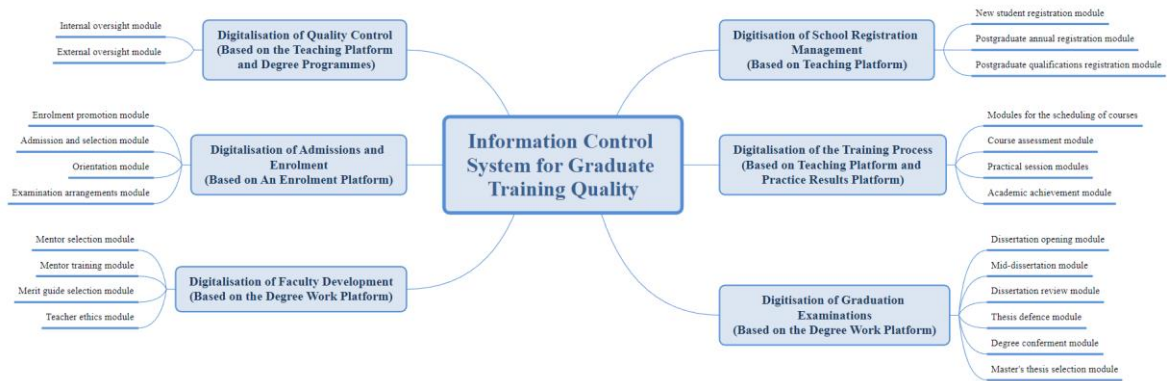 Internal oversight module
External oversight module
Digitalisation of Quality Control
(Based on the Teaching Platform
and Degree Programmes)
Enrolment promotion module
Admission and selection module
Orientation module
Examination arrangements module
Digitalisation of Admissions and
Enrolment
(Based on An Enrolment Platform)
Mentor selection module
Mentor training module
Merit guide selection module
Teacher ethics module
Digitalisation of Faculty Development
(Based on the Degree Work Platform)
Information Control
System for Graduate
Training Quality
Digitisation of School Registration
Management
(Based on Teaching Platform)
New student registration module
Postgraduate annual registration module
Postgraduate qualifications registration module
Digitalisation of the Training Process
(Based on Teaching Platform and
Practice Results Platform)
Modules for the scheduling of courses
Course assessment module
Practical session modules
Academic achievement module
Digitisation of Graduation
Examinations
(Based on the Degree Work Platform)
Dissertation opening module
Mid-dissertation module
Dissertation review module
Thesis defence module
Degree conferment module
Master's thesis selection module